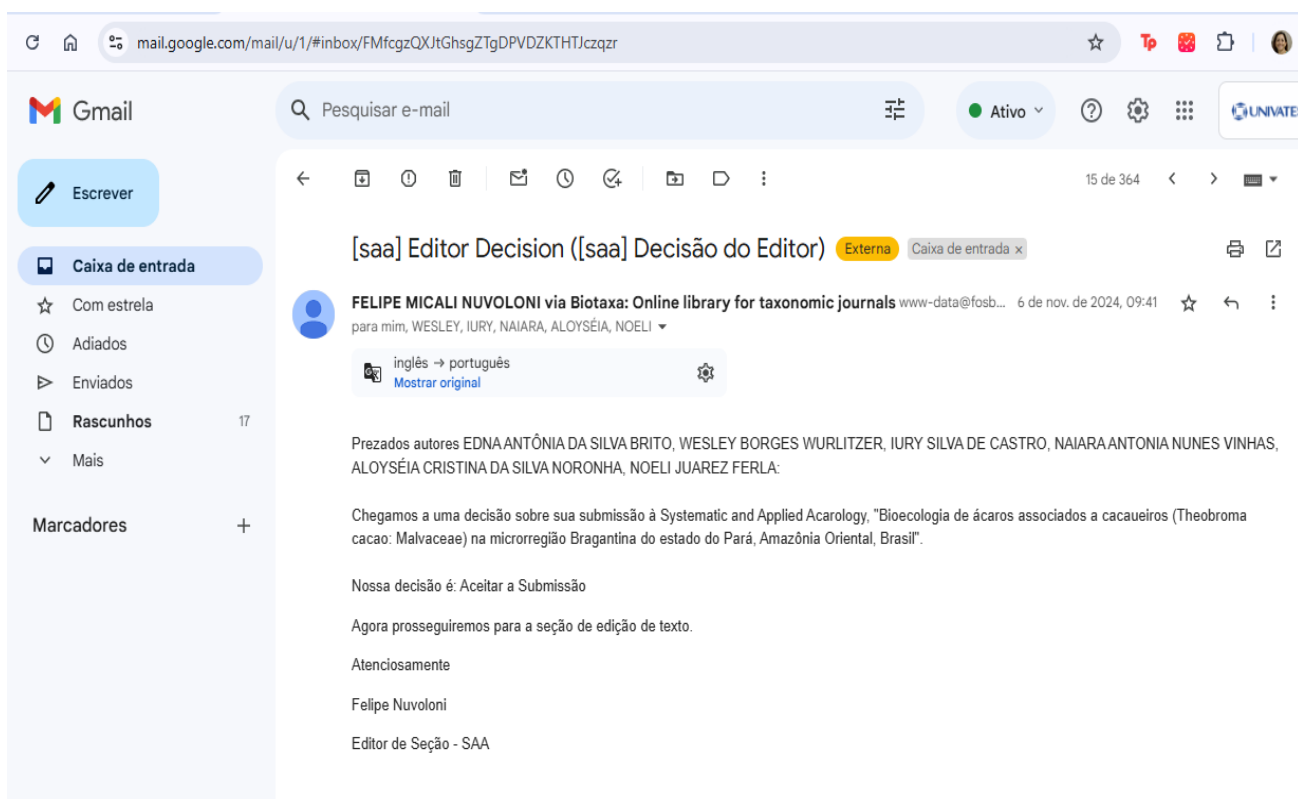 mail.google.com/mail/u/1/#inbox/FMfcgzQXJtGhsgZTgDPVDZKTHTJczqzr
Tp
Gmail
Pesquisar e-mail
Ativo
UNIVATE
Escrever
15 de 364
[saa] Editor Decision ([saa] Decisão do Editor) Externa Caixa de entrada ×
Caixa de entrada
Com estrela
Adiados
Enviados
Rascunhos 17
Mais
Marcadores +
FELIPE MICALI NUVOLONI via Biotaxa: Online library for taxonomic journals www-data@fosb... 6 de nov. de 2024, 09:41
para mim, WESLEY, IURY, NAIARA, ALOYSÉIA, NOELI
inglês → português
Mostrar original
Prezados autores EDNA ANTÔNIA DA SILVA BRITO, WESLEY BORGES WURLITZER, IURY SILVA DE CASTRO, NAIARA ANTONIA NUNES VINHAS,
ALOYSÉIA CRISTINA DA SILVA NORONHA, NOELI JUAREZ FERLA:
Chegamos a uma decisão sobre sua submissão à Systematic and Applied Acarology, "Bioecologia de ácaros associados a cacaueiros (Theobroma
cacao: Malvaceae) na microrregião Bragantina do estado do Pará, Amazônia Oriental, Brasil".
Nossa decisão é: Aceitar a Submissão
Agora prosseguiremos para a seção de edição de texto.
Atenciosamente
Felipe Nuvoloni
Editor de Seção - SAA